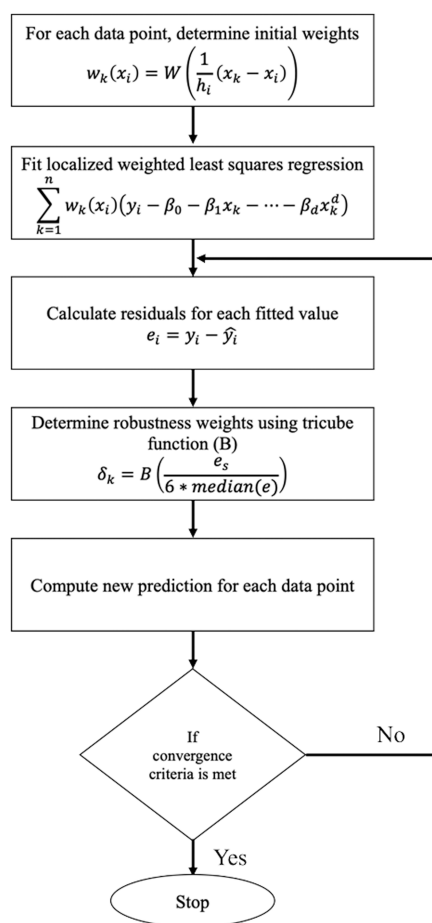 For each data point, determine initial weights
w_k(x_i) = W(1/h_i (x_k − x_i))
Fit localized weighted least squares regression
∑_{k=1}^{n} w_k(x_i)(y_i − β_0 − β_1x_k − ⋯ − β_dx_k^d)
Calculate residuals for each fitted value
e_i = y_i − ŷ_i
Determine robustness weights using tricube
function (B)
δ_k = B(e_s / 6 * median(e))
Compute new prediction for each data point
If
convergence
criteria is met
No
Yes
Stop